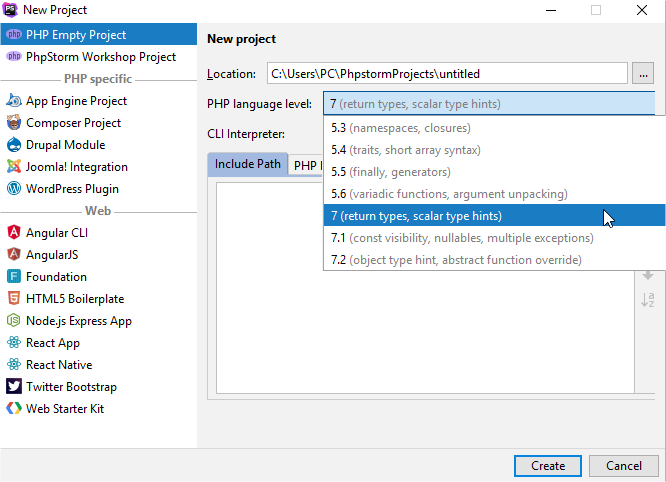 PS
New Project
php PHP Empty Project
php PhpStorm Workshop Project
PHP specific
App Engine Project
Composer Project
Drupal Module
Joomla! Integration
WordPress Plugin
Web
Angular CLI
AngularJS
Foundation
HTML5 Boilerplate
Node.js Express App
React App
React Native
Twitter Bootstrap
Web Starter Kit
New project
Location: C:\Users\PC\PhpstormProjects\untitled ...
PHP language level: 7 (return types, scalar type hints)
5.3 (namespaces, closures)
5.4 (traits, short array syntax)
5.5 (finally, generators)
5.6 (variadic functions, argument unpacking)
7 (return types, scalar type hints)
7.1 (const visibility, nullables, multiple exceptions)
7.2 (object type hint, abstract function override)
CLI Interpreter:
Include Path
PHP
Create
Cancel